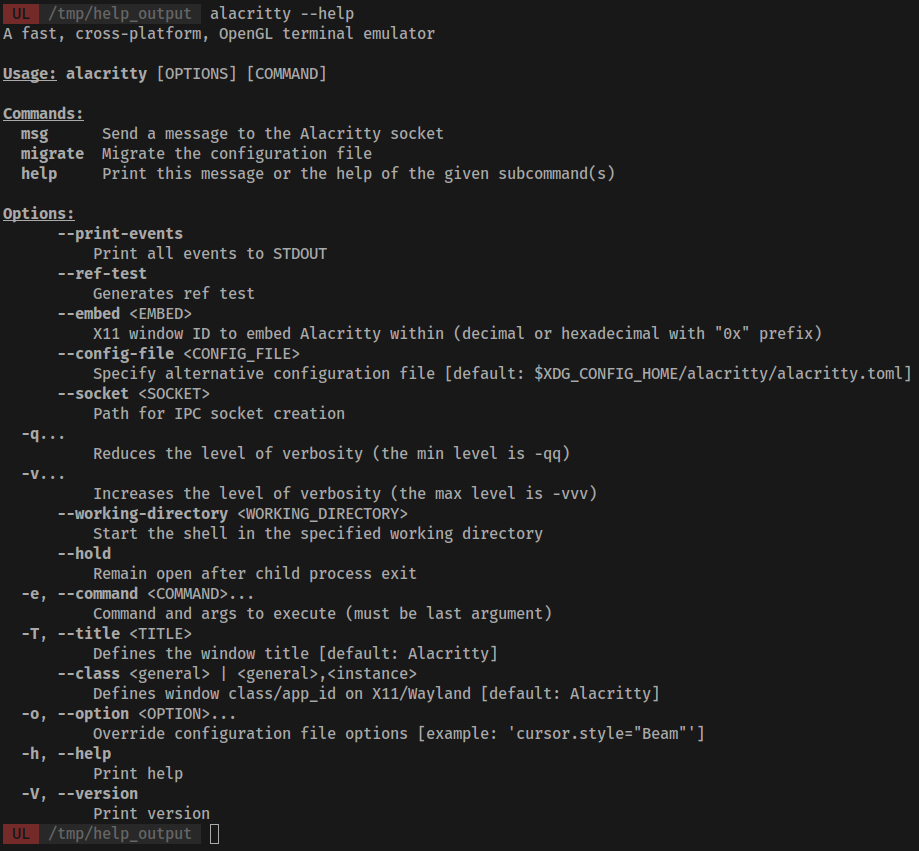 UL /tmp/help_output alacritty --help
A fast, cross-platform, OpenGL terminal emulator

Usage: alacritty [OPTIONS] [COMMAND]

Commands:
  msg      Send a message to the Alacritty socket
  migrate  Migrate the configuration file
  help     Print this message or the help of the given subcommand(s)

Options:
      --print-events
          Print all events to STDOUT
      --ref-test
          Generates ref test
      --embed <EMBED>
          X11 window ID to embed Alacritty within (decimal or hexadecimal with "0x" prefix)
      --config-file <CONFIG_FILE>
          Specify alternative configuration file [default: $XDG_CONFIG_HOME/alacritty/alacritty.toml]
      --socket <SOCKET>
          Path for IPC socket creation
  -q...
          Reduces the level of verbosity (the min level is -qq)
  -v...
          Increases the level of verbosity (the max level is -vvv)
      --working-directory <WORKING_DIRECTORY>
          Start the shell in the specified working directory
      --hold
          Remain open after child process exit
  -e, --command <COMMAND>...
          Command and args to execute (must be last argument)
  -T, --title <TITLE>
          Defines the window title [default: Alacritty]
      --class <general> | <general>,<instance>
          Defines window class/app_id on X11/Wayland [default: Alacritty]
  -o, --option <OPTION>...
          Override configuration file options [example: 'cursor.style="Beam"']
  -h, --help
          Print help
  -V, --version
          Print version
UL /tmp/help_output